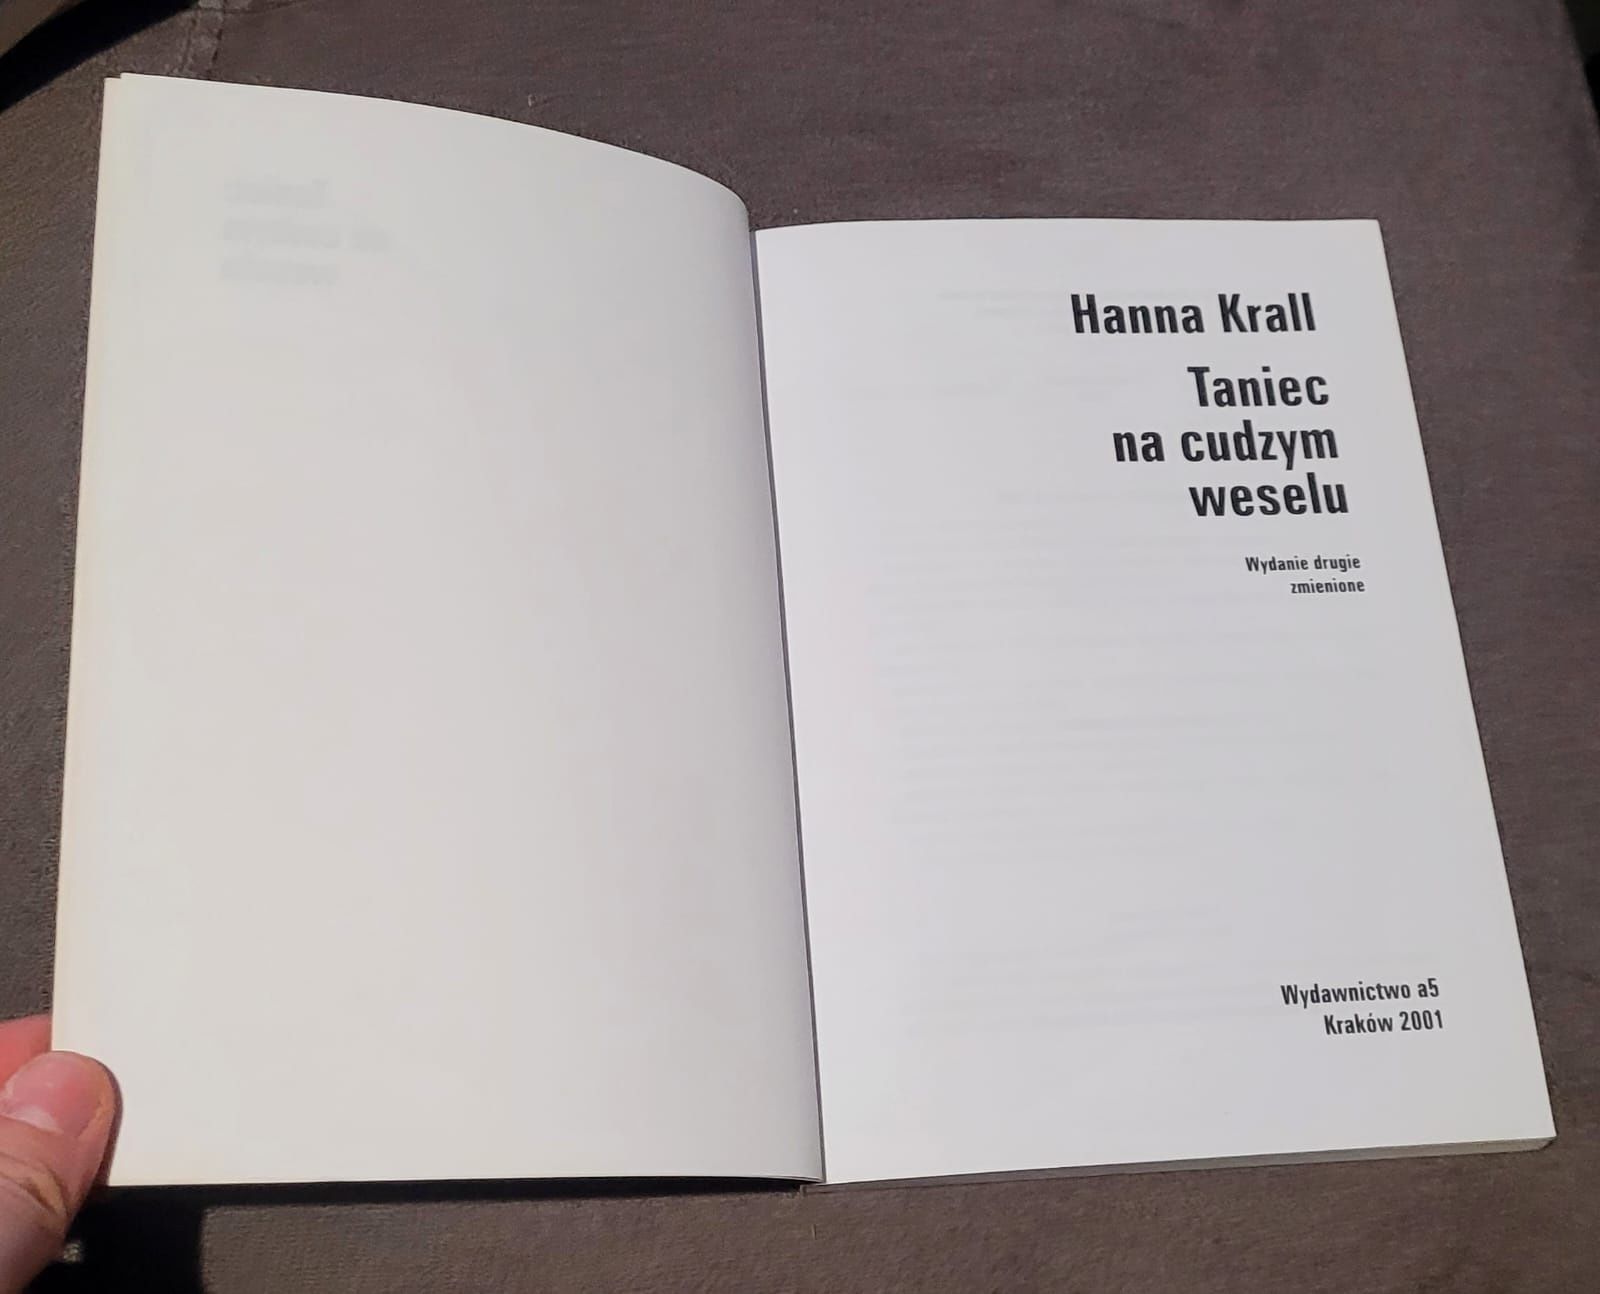 Hanna Krall
Taniec
na cudzym
weselu
Wydanie drugie
zmienione
Wydawnictwo a5
Kraków 2001